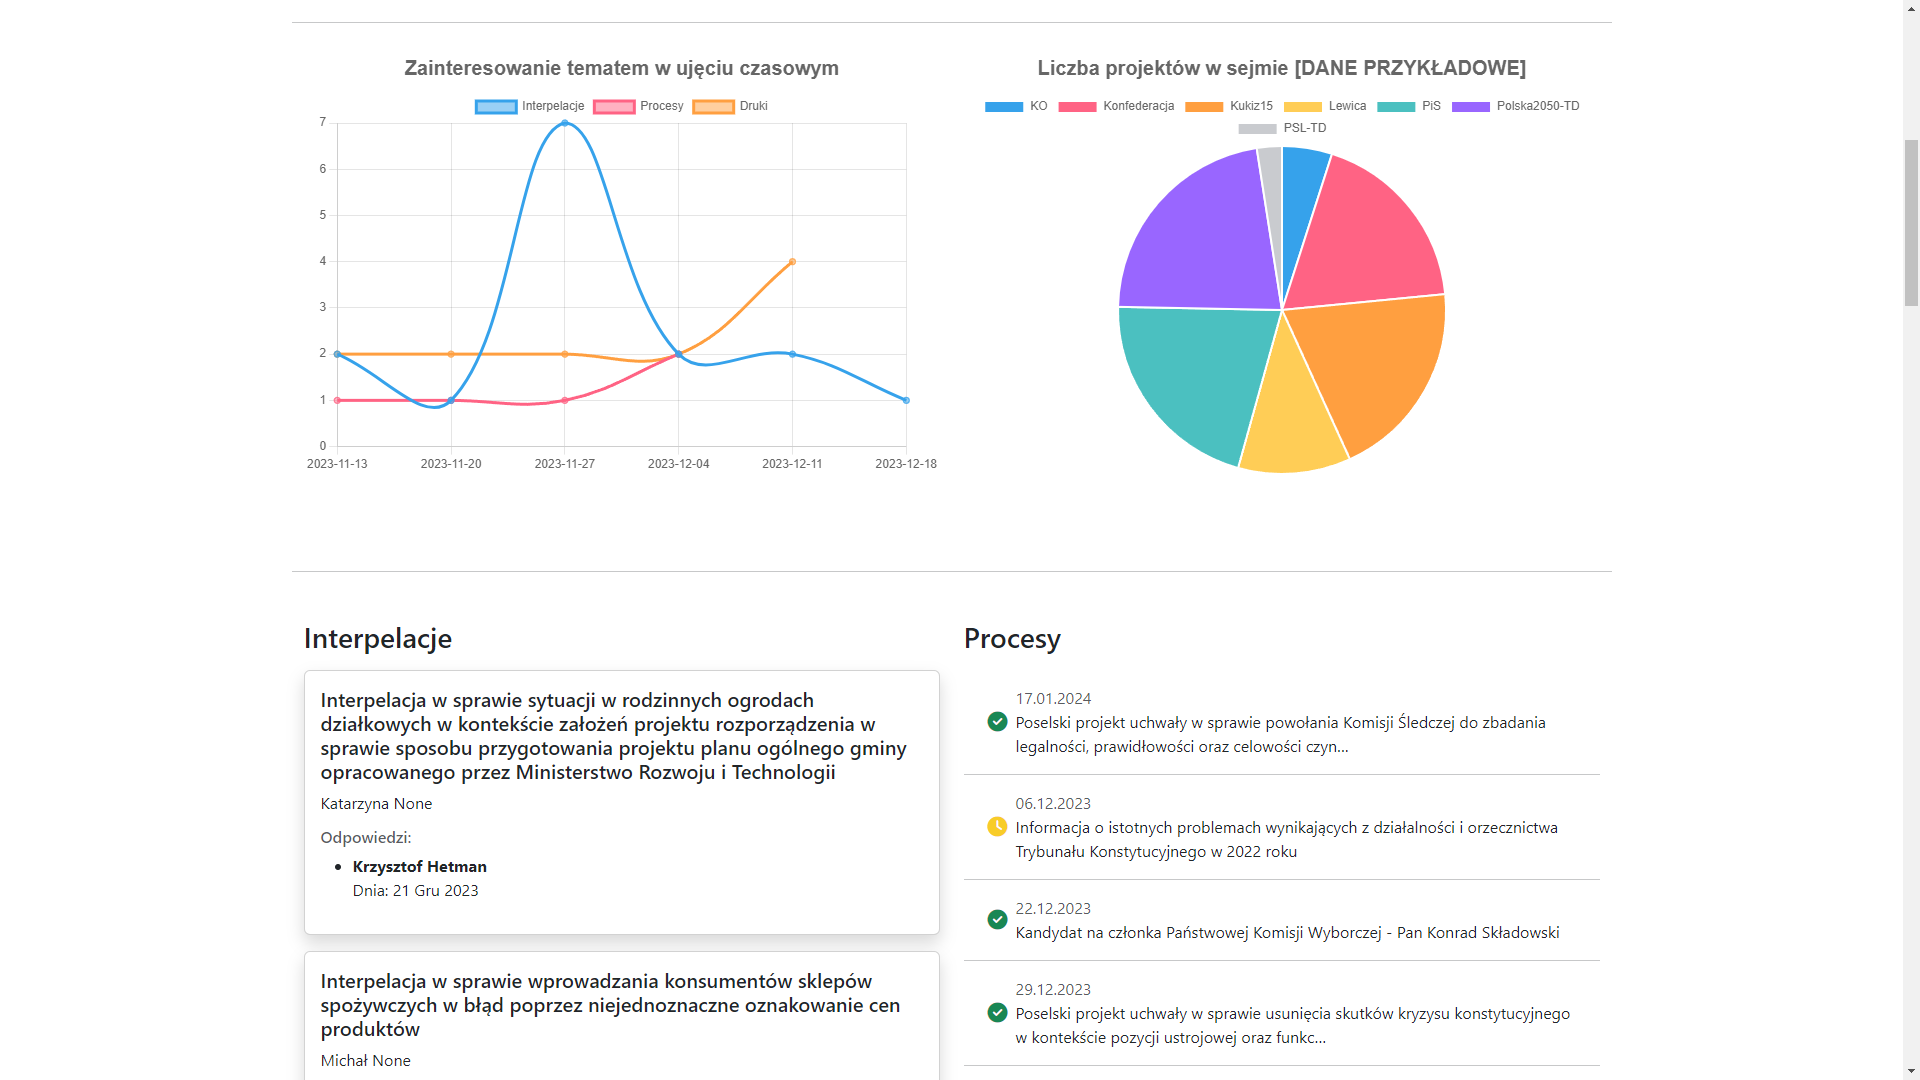 Zainteresowanie tematem w ujęciu czasowym
Interpelacje Procesy Druki
7
6
5
4
3
2
1
0
2023-11-13 2023-11-20 2023-11-27 2023-12-04 2023-12-11 2023-12-18
Liczba projektów w sejmie [DANE PRZYKŁADOWE]
KO Konfederacja Kukiz15 Lewica PiS Polska2050-TD
PSL-TD
Interpelacje
Interpelacja w sprawie sytuacji w rodzinnych ogrodach
działkowych w kontekście założeń projektu rozporządzenia w
sprawie sposobu przygotowania projektu planu ogólnego gminy
opracowanego przez Ministerstwo Rozwoju i Technologii
Katarzyna None
Odpowiedzi:
• Krzysztof Hetman
Dnia: 21 Gru 2023
Interpelacja w sprawie wprowadzania konsumentów sklepów
spożywczych w błąd poprzez niejednoznaczne oznakowanie cen
produktów
Michał None
Procesy
17.01.2024
Poselski projekt uchwały w sprawie powołania Komisji Śledczej do zbadania
legalności, prawidłowości oraz celowości czyn...
06.12.2023
Informacja o istotnych problemach wynikających z działalności i orzecznictwa
Trybunału Konstytucyjnego w 2022 roku
22.12.2023
Kandydat na członka Państwowej Komisji Wyborczej - Pan Konrad Składowski
29.12.2023
Poselski projekt uchwały w sprawie usunięcia skutków kryzysu konstytucyjnego
w kontekście pozycji ustrojowej oraz funkc...